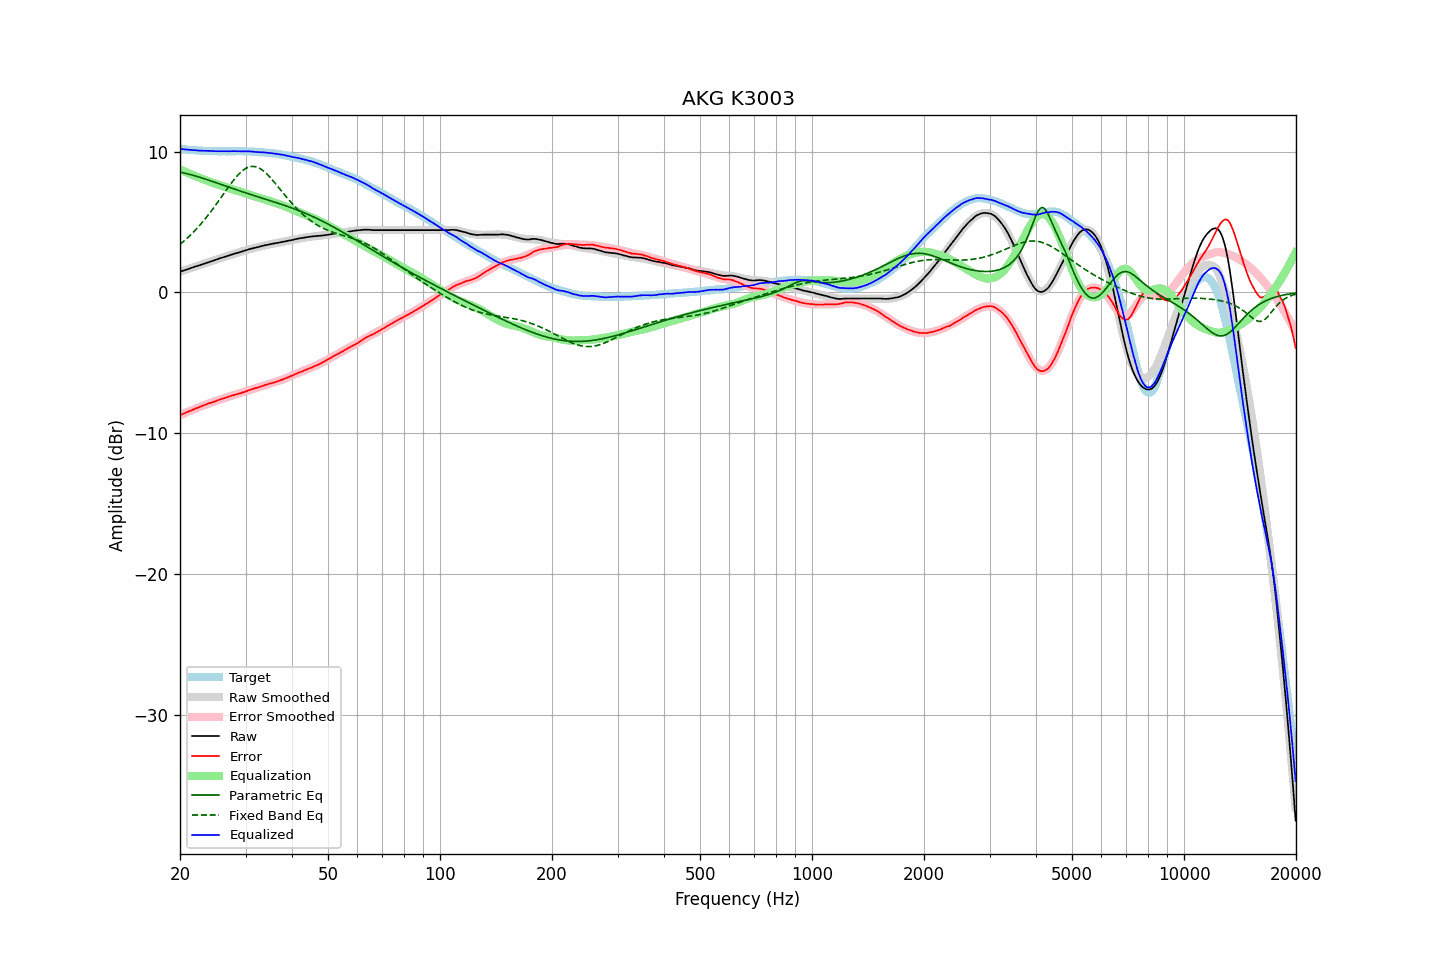 AKG K3003
10
0
−10
−20
−30
Amplitude (dBr)
Target
Raw Smoothed
Error Smoothed
Raw
Error
Equalization
Parametric Eq
Fixed Band Eq
Equalized
20 50 100 200 500 1000 2000 5000 10000 20000
Frequency (Hz)